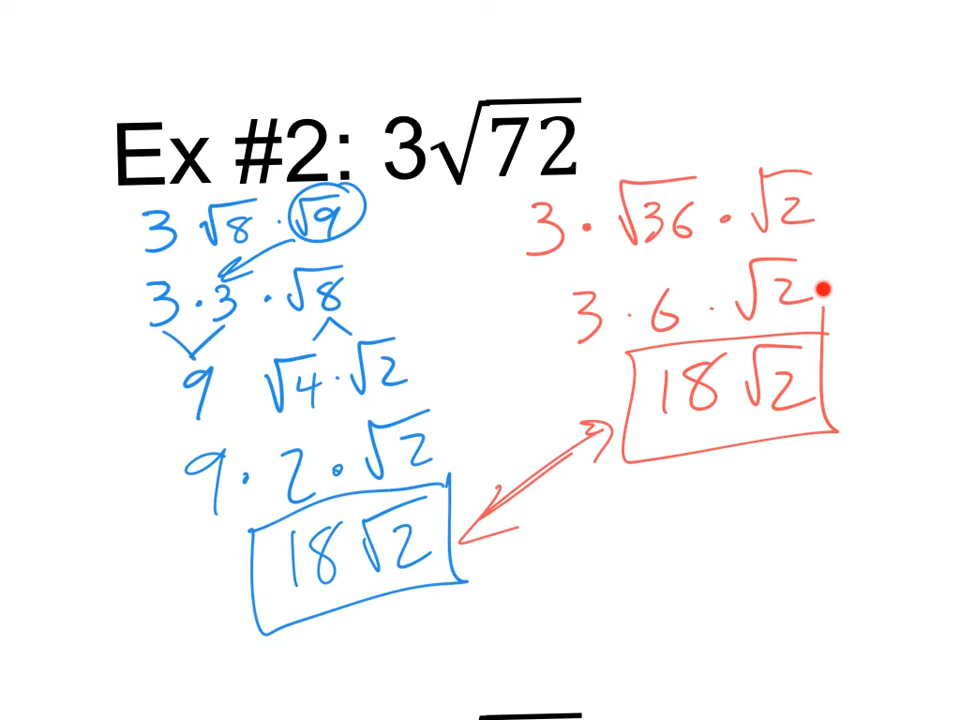 Ex #2: 3√72
3 √8 · √9
3 · 3 · √8
9 √4 · √2
9 · 2 · √2
18 √2
3 · √36 · √2
3 · 6 · √2
18 √2